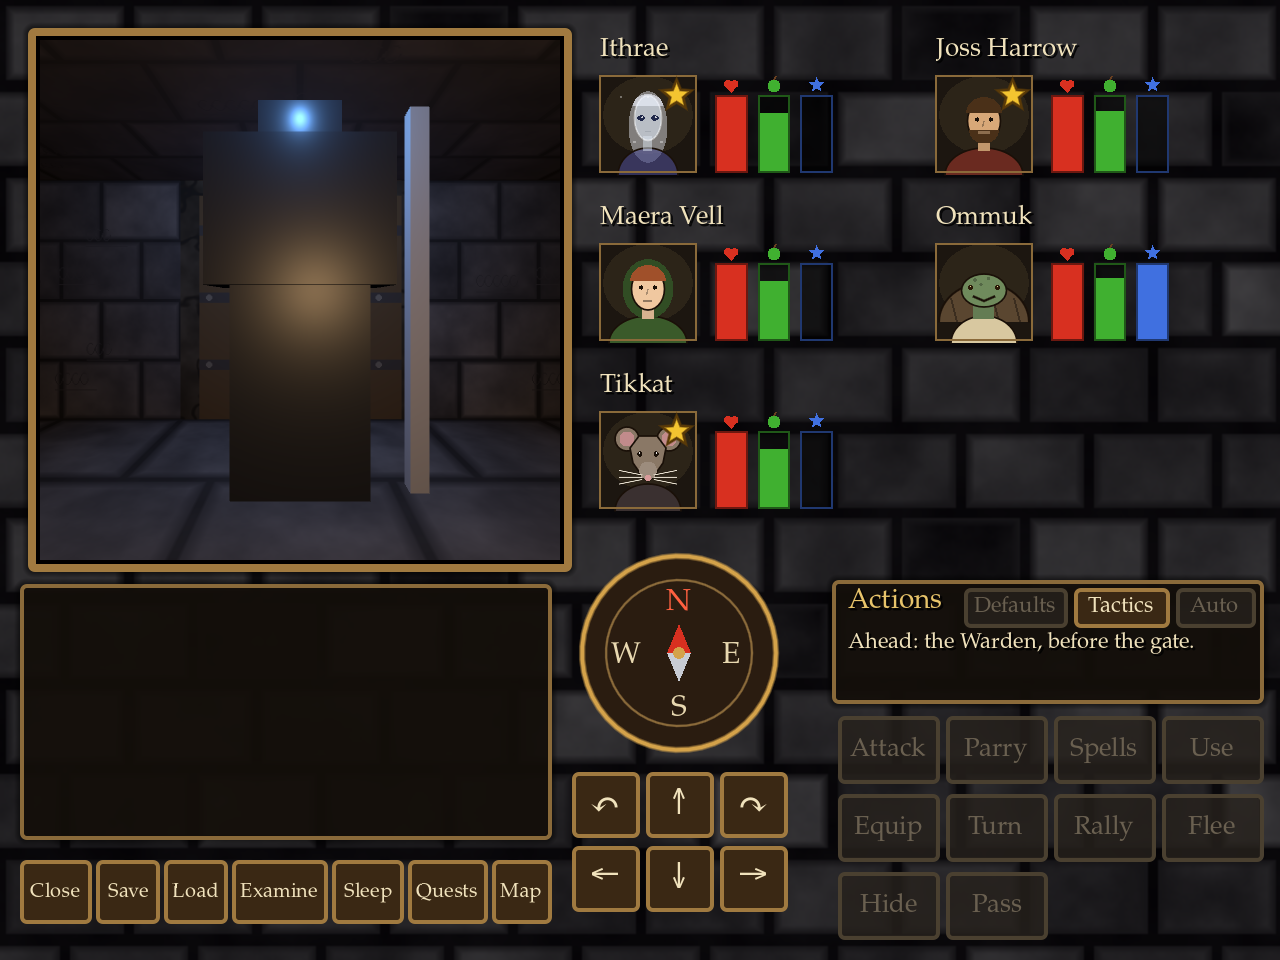 Ithrae
Joss Harrow
Maera Vell
Ommuk
Tikkat
N
W E
S
Actions Defaults Tactics Auto
Ahead: the Warden, before the gate.
Attack Parry Spells Use
Equip Turn Rally Flee
Hide Pass
Close Save Load Examine Sleep Quests Map